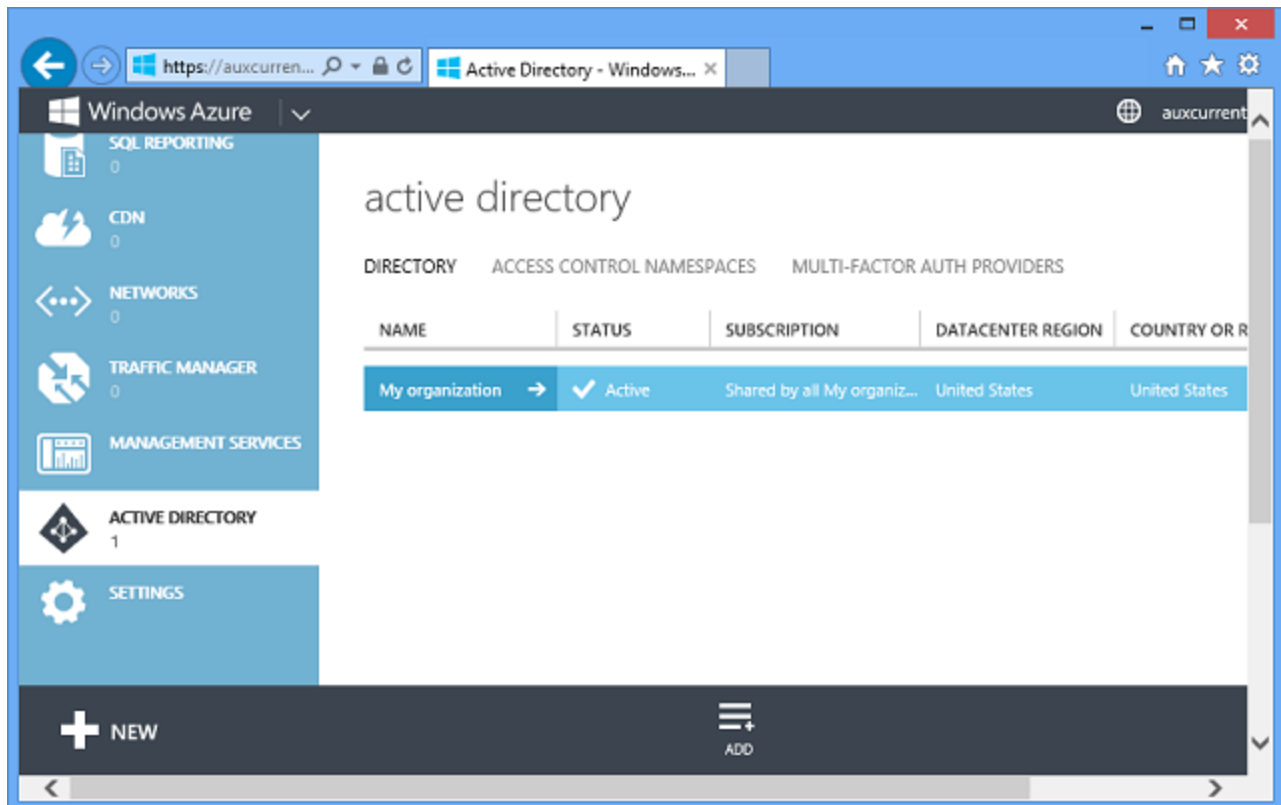 https://auxcurren...
Active Directory - Windows...
Windows Azure
auxcurrent
SQL REPORTING
0
CDN
0
NETWORKS
0
TRAFFIC MANAGER
0
MANAGEMENT SERVICES
ACTIVE DIRECTORY
1
SETTINGS
active directory
DIRECTORY ACCESS CONTROL NAMESPACES MULTI-FACTOR AUTH PROVIDERS
NAME STATUS SUBSCRIPTION DATACENTER REGION COUNTRY OR R
My organization Active Shared by all My organiz... United States United States
NEW
ADD